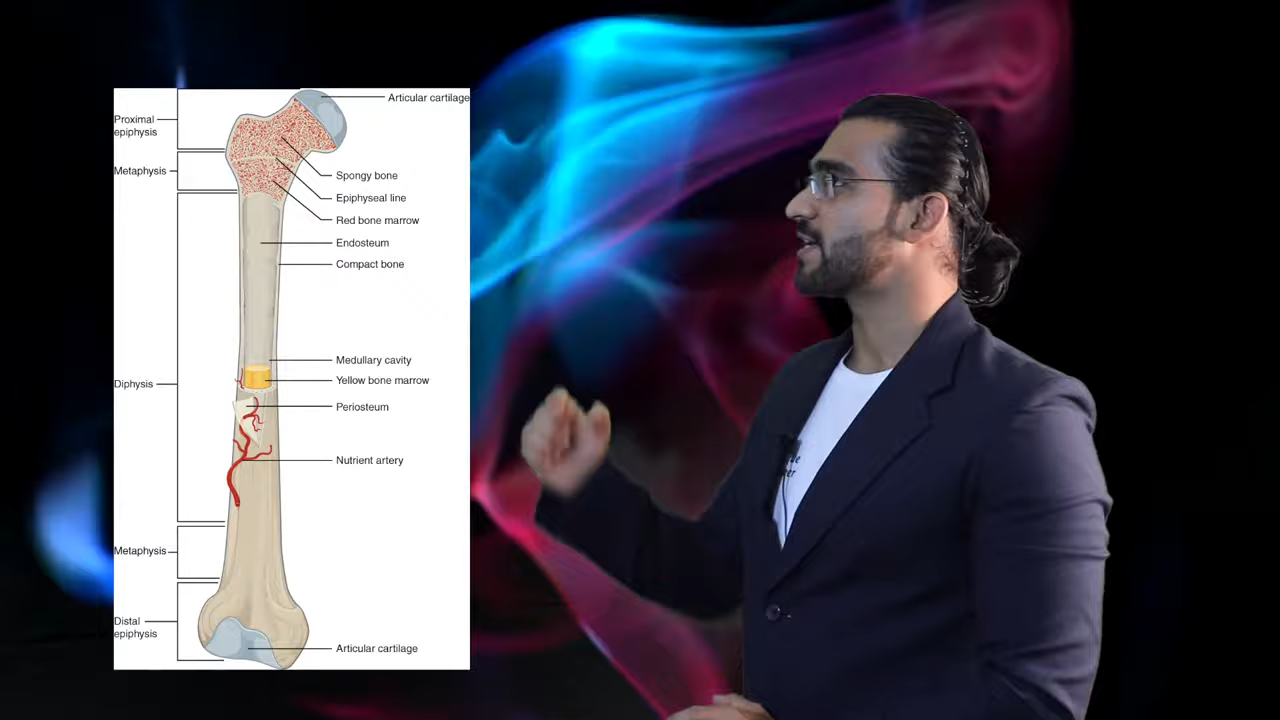 Articular cartilage
Proximal
epiphysis
Metaphysis
Spongy bone
Epiphyseal line
Red bone marrow
Endosteum
Compact bone
Medullary cavity
Yellow bone marrow
Diphysis
Periosteum
Nutrient artery
Metaphysis
Distal
epiphysis
Articular cartilage